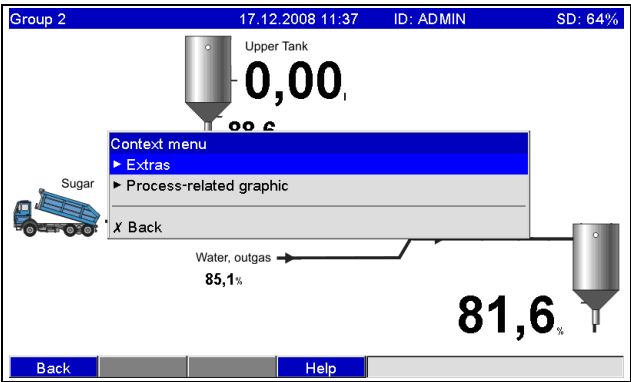 Group 2 17.12.2008 11:37 ID: ADMIN SD: 64%
Upper Tank
0,00 l
Context menu
► Extras
► Process-related graphic
X Back
Sugar
Water, outgas
85,1%
81,6%
Back Help